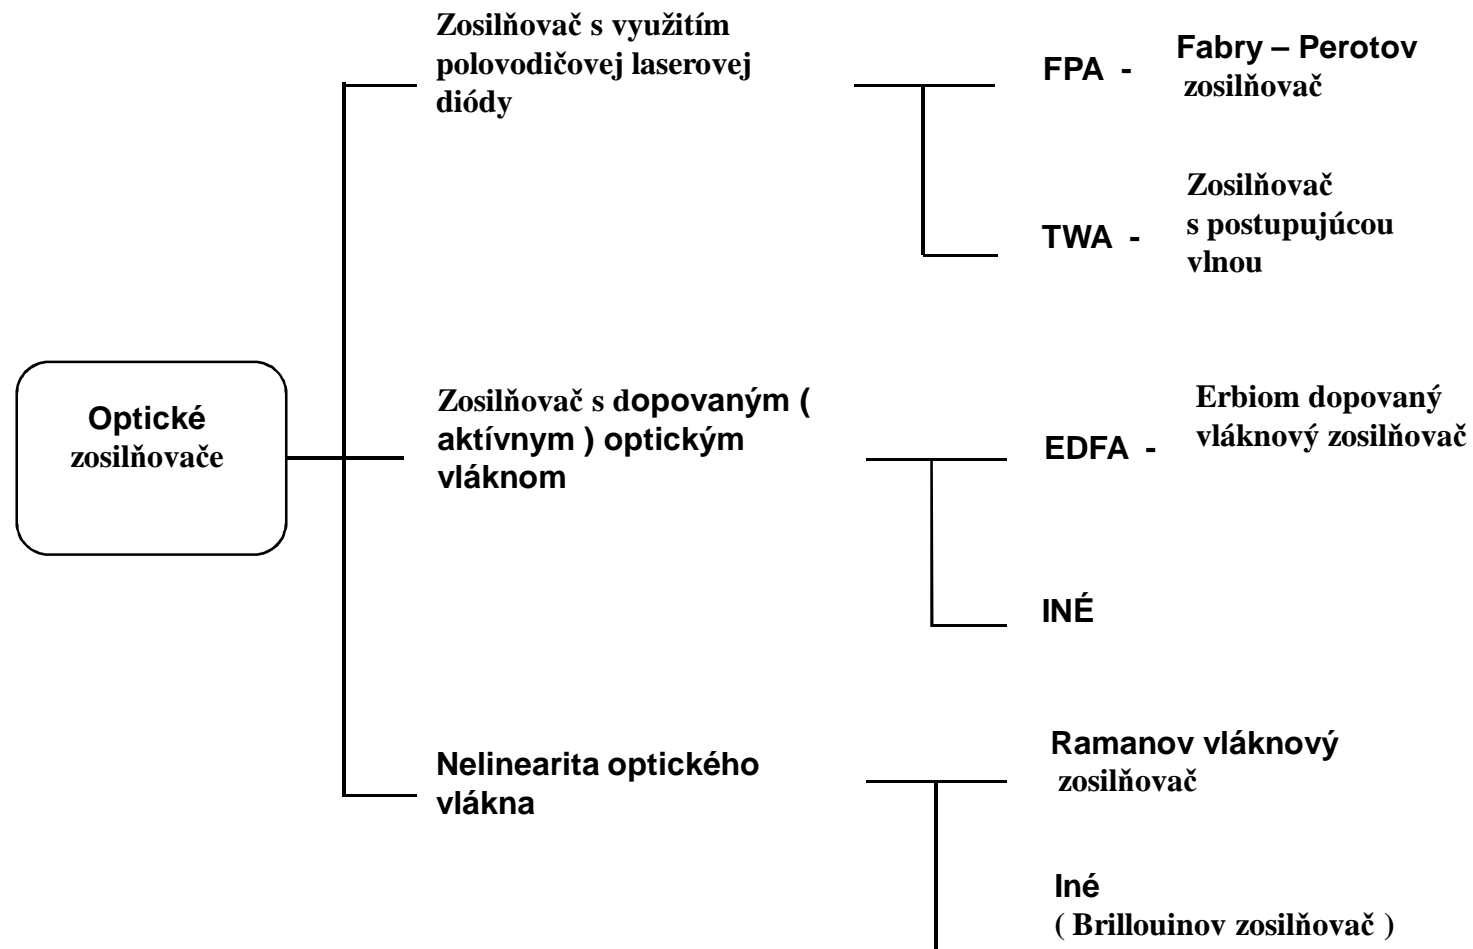 Zosilňovač s využitím
polovodičovej laserovej
diódy
FPA -
Fabry – Perotov
zosilňovač
TWA -
Zosilňovač
s postupujúcou
vlnou
Optické
zosilňovače
Zosilňovač s dopovaným (
aktívnym ) optickým
vláknom
EDFA -
Erbiom dopovaný
vláknový zosilňovač
INÉ
Nelinearita optického
vlákna
Ramanov vláknový
zosilňovač
Iné
( Brillouinov zosilňovač )